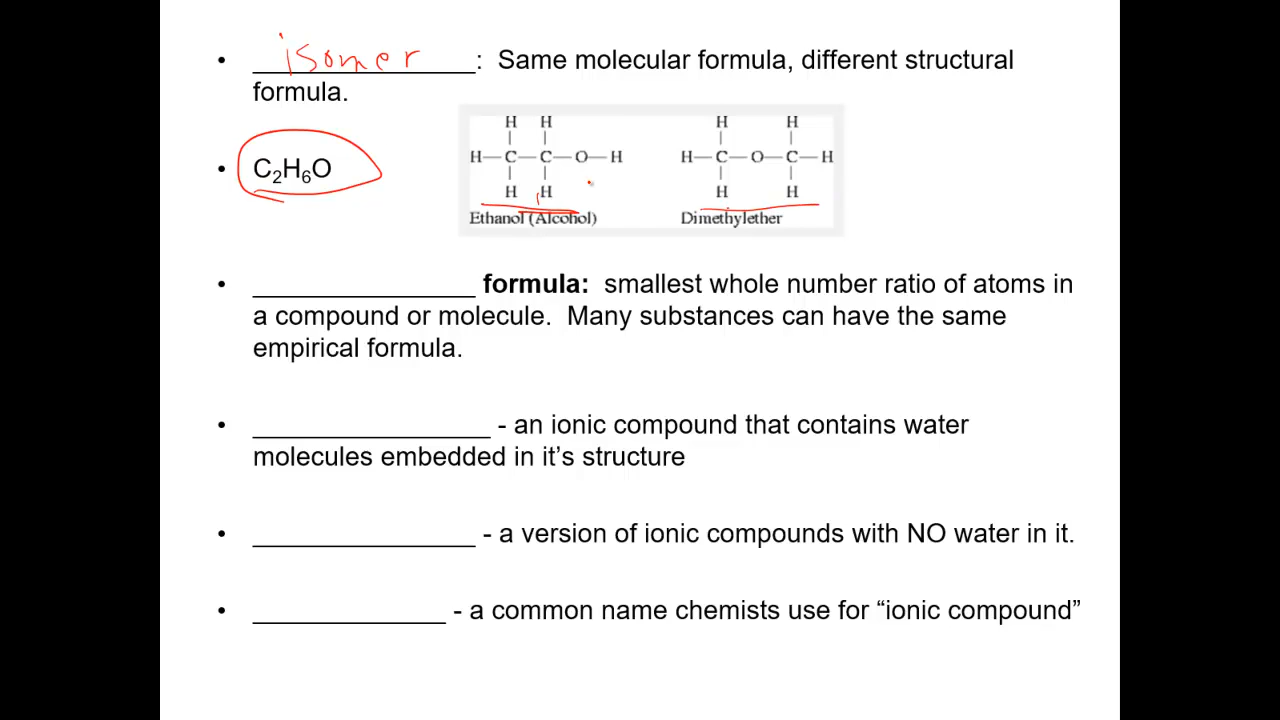 • isomer: Same molecular formula, different structural
formula.
• C₂H₆O
H H
| |
H—C—C—O—H
| |
H H
Ethanol (Alcohol)
H H
| |
H—C—O—C—H
| |
H H
Dimethylether
• _______________ formula: smallest whole number ratio of atoms in
a compound or molecule. Many substances can have the same
empirical formula.
• ________________ - an ionic compound that contains water
molecules embedded in it’s structure
• _______________ - a version of ionic compounds with NO water in it.
• _____________ - a common name chemists use for “ionic compound”